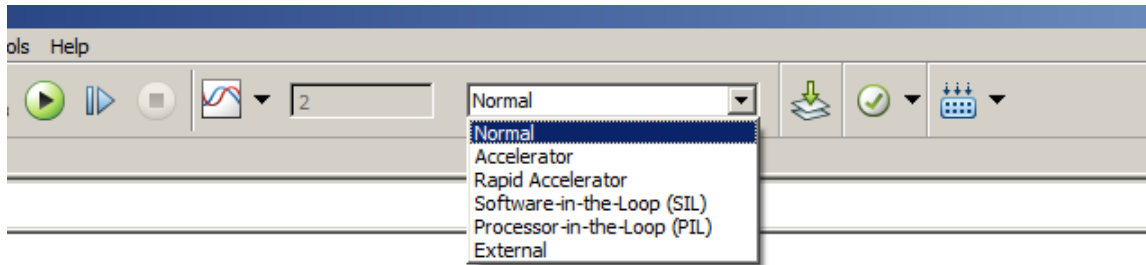 ols Help
2
Normal
Normal
Accelerator
Rapid Accelerator
Software-in-the-Loop (SIL)
Processor-in-the-Loop (PIL)
External